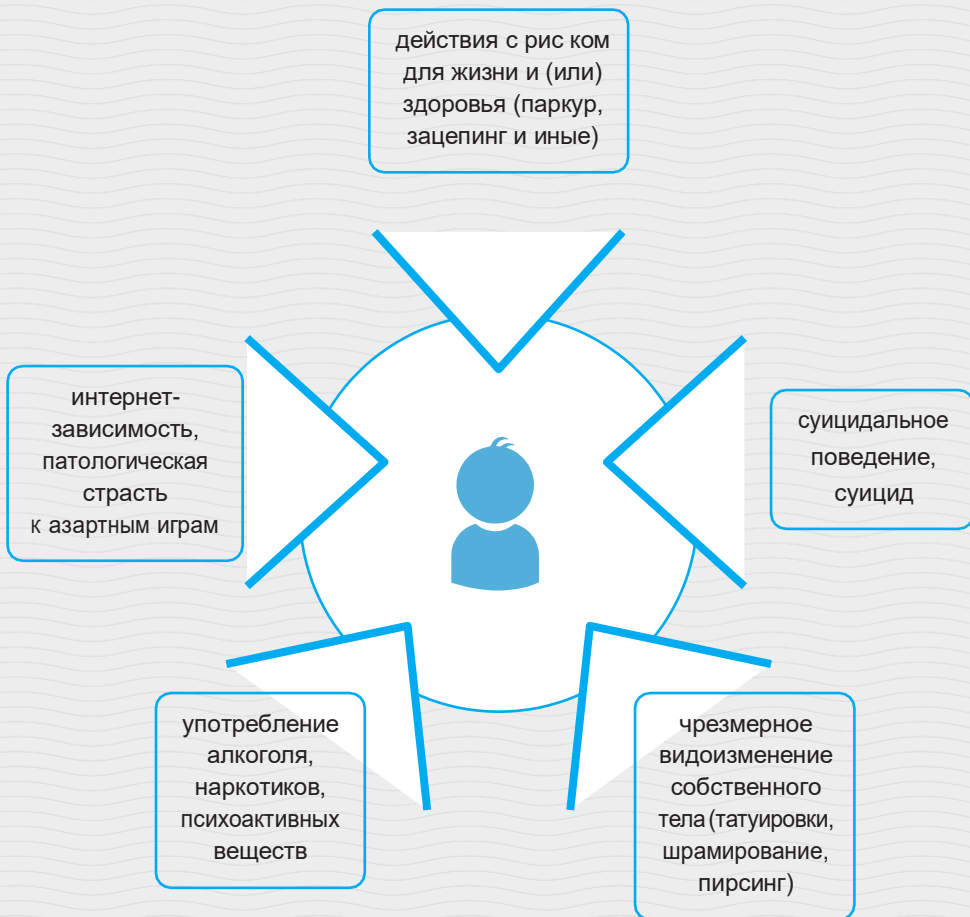 действия с рис ком
для жизни и (или)
здоровья (паркур,
зацепинг и иные)
интернет-
зависимость,
патологическая
страсть
к азартным играм
суицидальное
поведение,
суицид
употребление
алкоголя,
наркотиков,
психоактивных
веществ
чрезмерное
видоизменение
собственного
тела (татуировки,
шрамирование,
пирсинг)